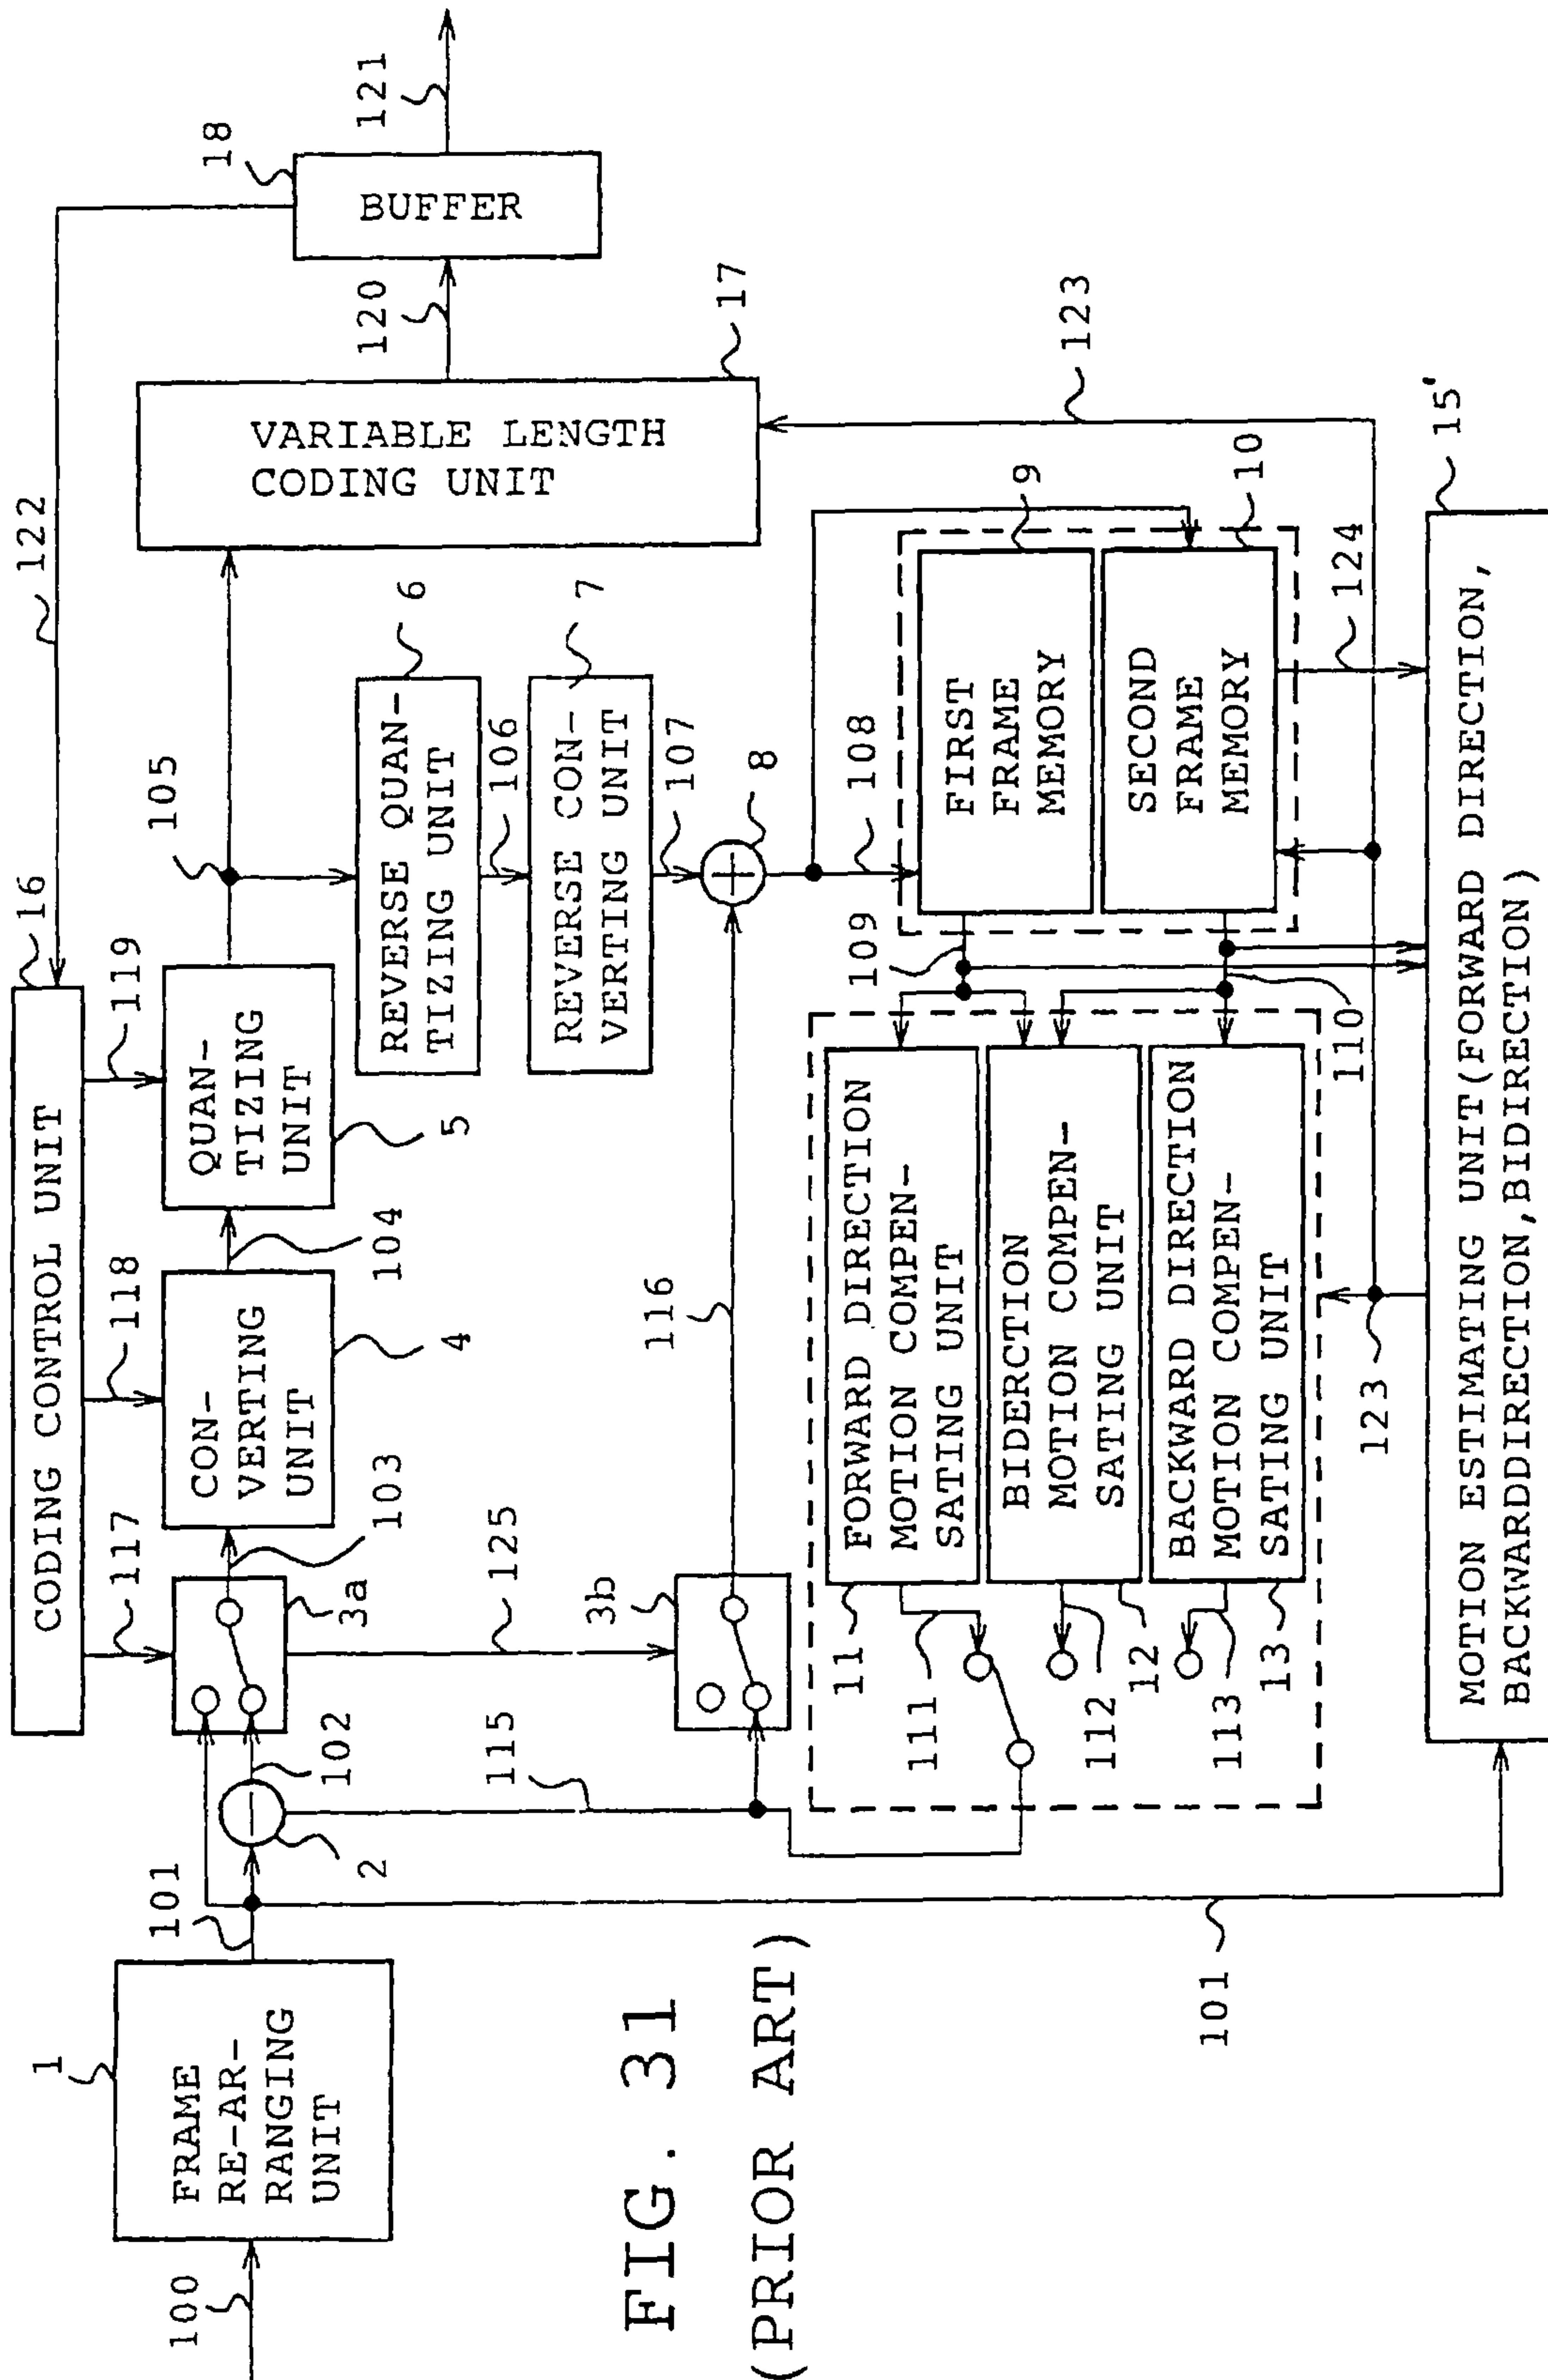 FIG. 31
(PRIOR ART)
100
1
FRAME
RE-AR-
RANGING
UNIT
101
2
102
115
101
16
CODING CONTROL UNIT
122
117
118
119
3a
103
CON-
VERTING
UNIT
4
104
QUAN-
TIZING
UNIT
5
105
125
3b
116
REVERSE QUAN-
TIZING UNIT
6
106
REVERSE CON-
VERTING UNIT
7
107
8
108
VARIABLE LENGTH
CODING UNIT
17
120
BUFFER
18
121
123
FIRST
FRAME
MEMORY
9
SECOND
FRAME
MEMORY
10
109
110
124
FORWARD DIRECTION
MOTION COMPEN-
SATING UNIT
11
111
BIDERCTION
MOTION COMPEN-
SATING UNIT
12
112
BACKWARD DIRECTION
MOTION COMPEN-
SATING UNIT
13
113
123
15'
MOTION ESTIMATING UNIT(FORWARD DIRECTION,
BACKWARDDIRECTION,BIDIRECTION)